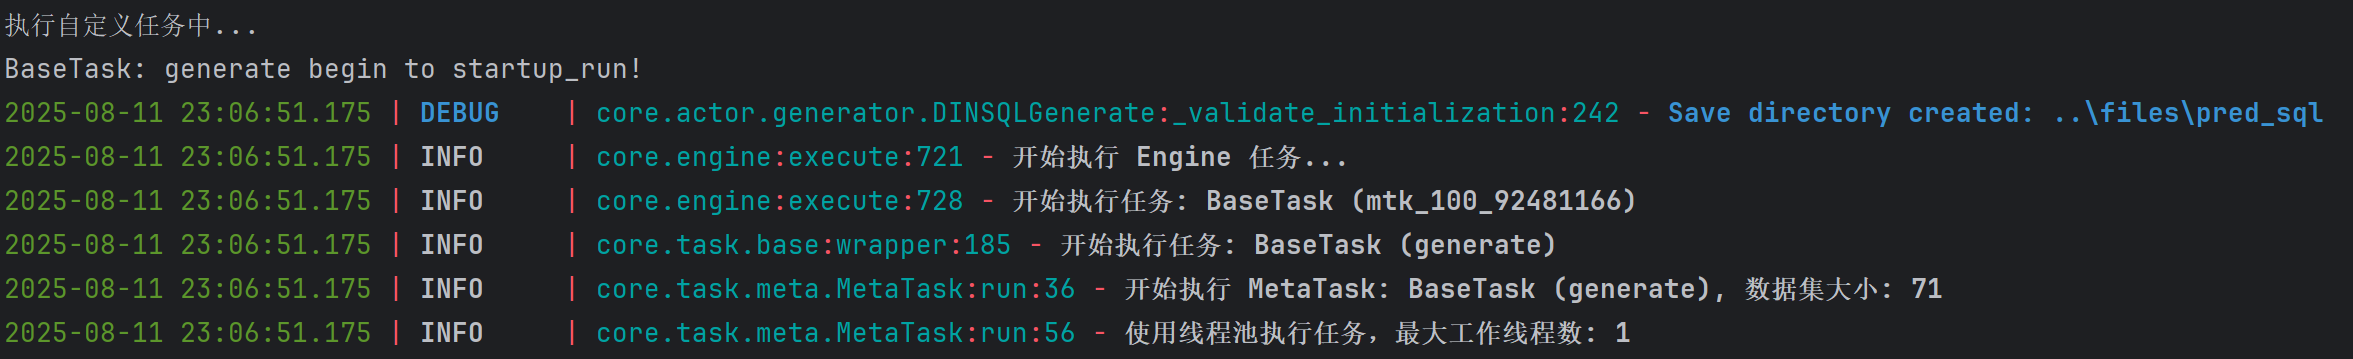 执行自定义任务中...
BaseTask: generate begin to startup_run!
2025-08-11 23:06:51.175 | DEBUG    | core.actor.generator.DINSQLGenerate:_validate_initialization:242 - Save directory created: ..\files\pred_sql
2025-08-11 23:06:51.175 | INFO     | core.engine:execute:721 - 开始执行 Engine 任务...
2025-08-11 23:06:51.175 | INFO     | core.engine:execute:728 - 开始执行任务: BaseTask (mtk_100_92481166)
2025-08-11 23:06:51.175 | INFO     | core.task.base:wrapper:185 - 开始执行任务: BaseTask (generate)
2025-08-11 23:06:51.175 | INFO     | core.task.meta.MetaTask:run:36 - 开始执行 MetaTask: BaseTask (generate), 数据集大小: 71
2025-08-11 23:06:51.175 | INFO     | core.task.meta.MetaTask:run:56 - 使用线程池执行任务，最大工作线程数: 1